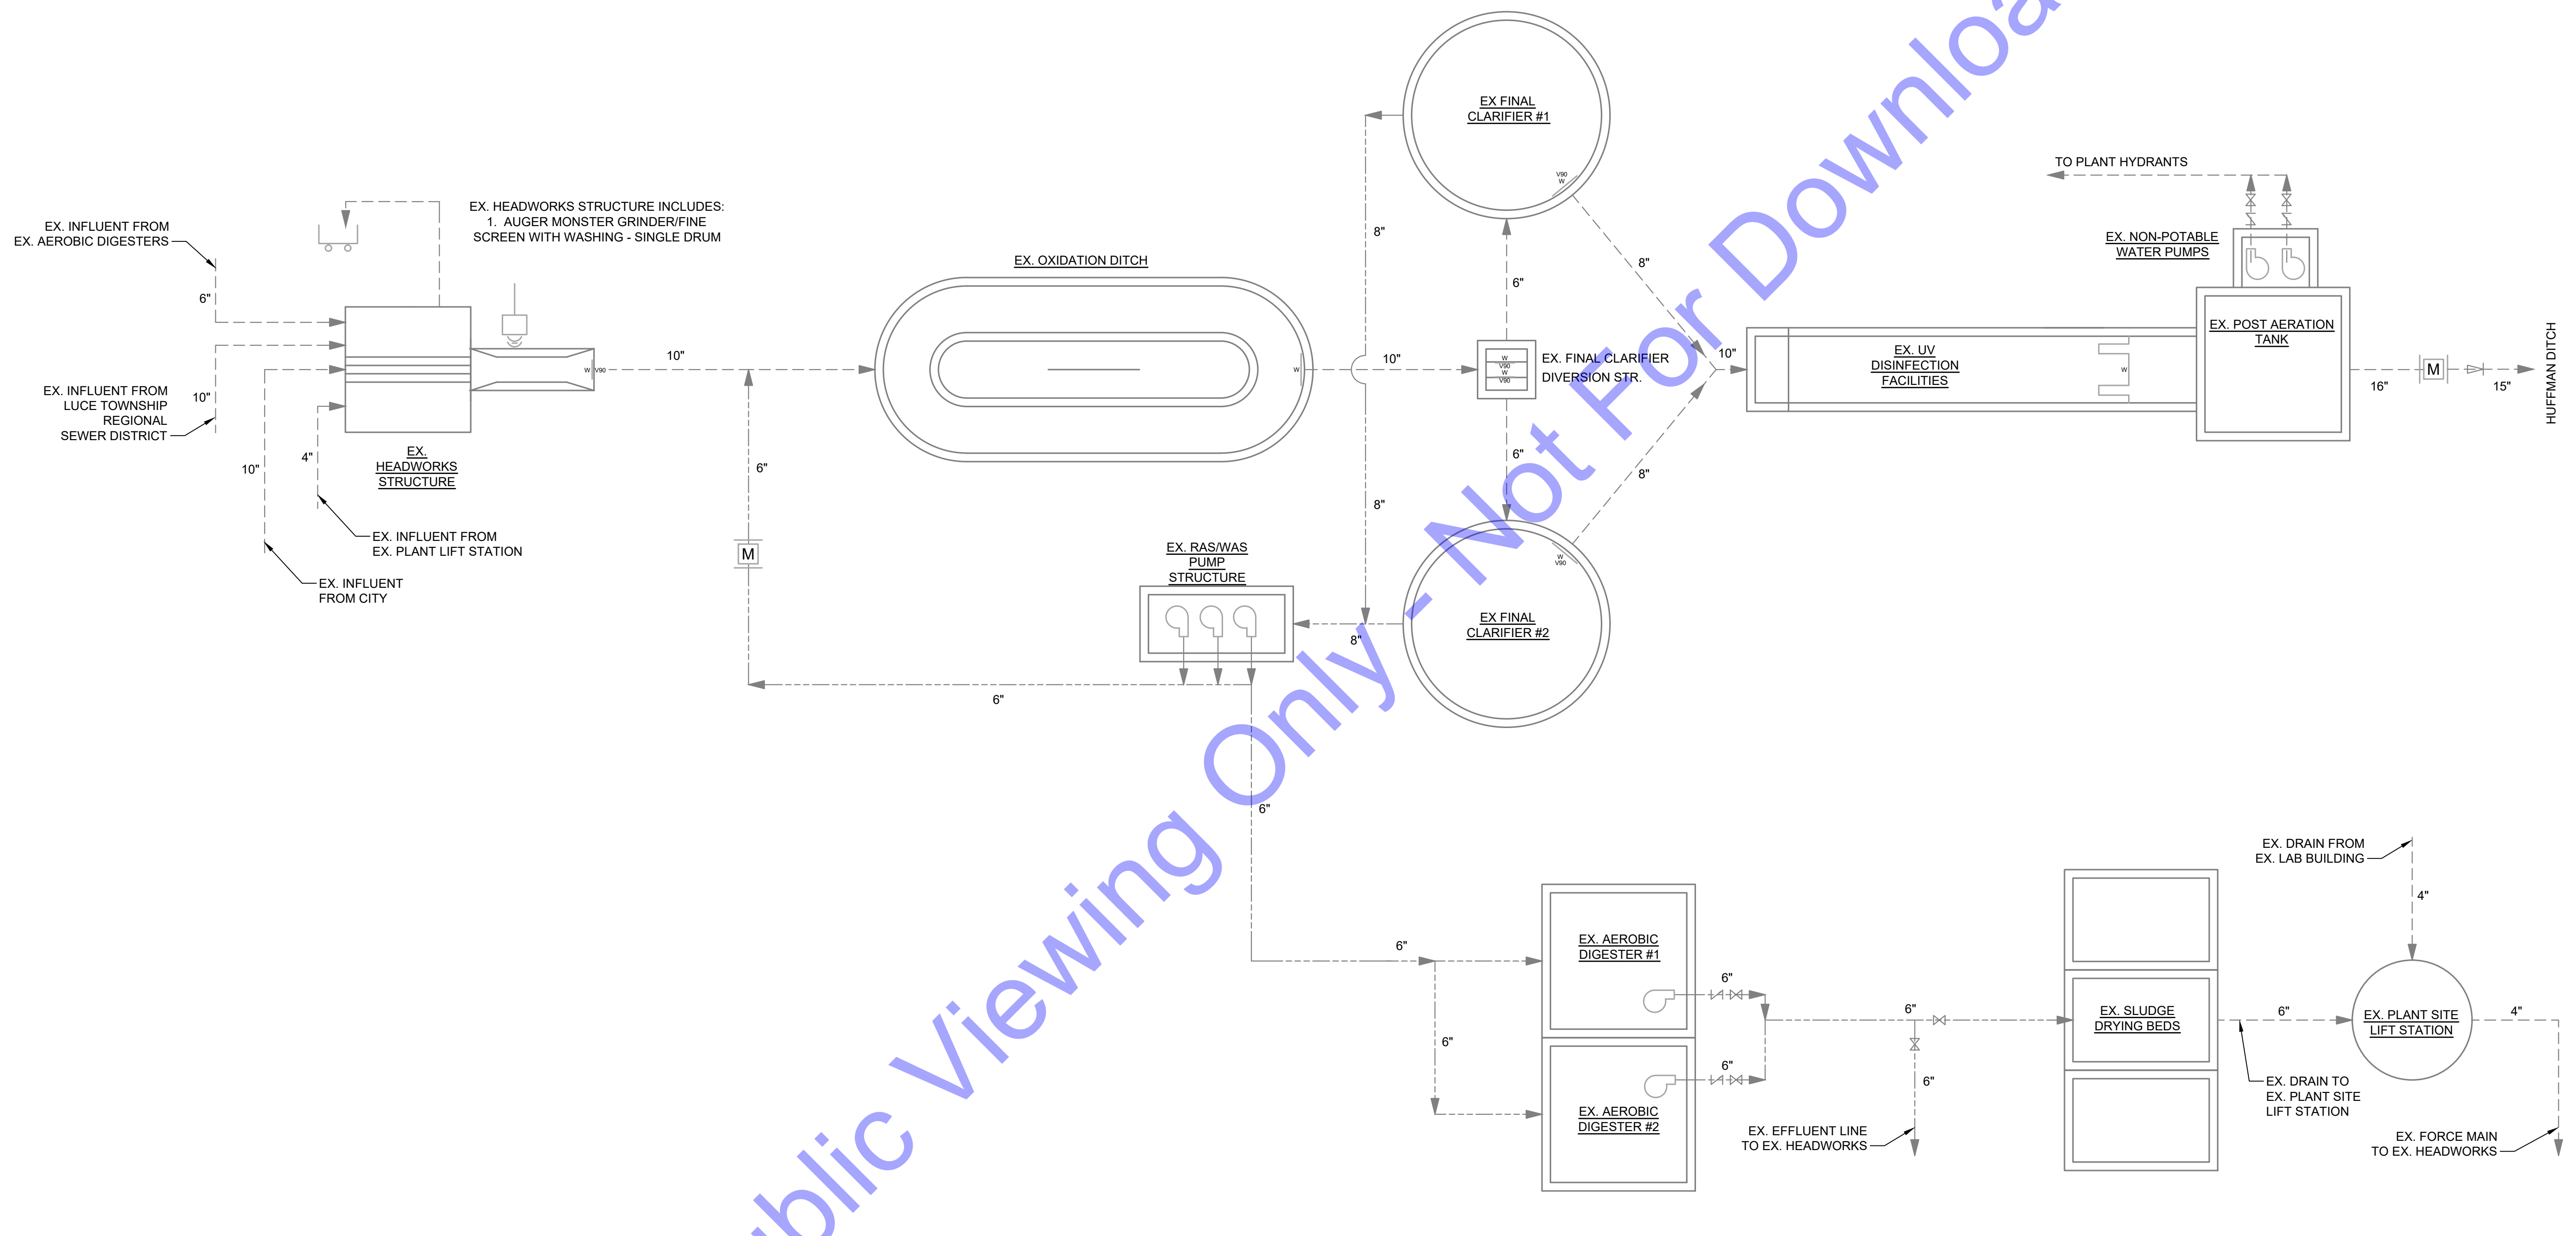 EX. INFLUENT FROM
EX. AEROBIC DIGESTERS
6"
EX. INFLUENT FROM
LUCE TOWNSHIP
REGIONAL
SEWER DISTRICT
10"
10"
4"
EX. INFLUENT
FROM CITY
EX. INFLUENT FROM
EX. PLANT LIFT STATION
EX.
HEADWORKS
STRUCTURE
EX. HEADWORKS STRUCTURE INCLUDES:
1. AUGER MONSTER GRINDER/FINE
SCREEN WITH WASHING - SINGLE DRUM
W V90
10"
6"
M
6"
EX. OXIDATION DITCH
W
10"
EX. RAS/WAS
PUMP
STRUCTURE
8"
8"
8"
EX FINAL
CLARIFIER #1
V90
W
6"
W
V90
W
V90
EX. FINAL CLARIFIER
DIVERSION STR.
6"
W
V90
EX FINAL
CLARIFIER #2
8"
8"
10"
EX. UV
DISINFECTION
FACILITIES
W
TO PLANT HYDRANTS
EX. NON-POTABLE
WATER PUMPS
EX. POST AERATION
TANK
16"
M
15"
HUFFMAN DITCH
6"
6"
6"
EX. AEROBIC
DIGESTER #1
EX. AEROBIC
DIGESTER #2
6"
6"
6"
6"
EX. EFFLUENT LINE
TO EX. HEADWORKS
EX. SLUDGE
DRYING BEDS
6"
EX. DRAIN TO
EX. PLANT SITE
LIFT STATION
EX. DRAIN FROM
EX. LAB BUILDING
4"
EX. PLANT SITE
LIFT STATION
4"
EX. FORCE MAIN
TO EX. HEADWORKS
ublic Viewing Only - Not For Downloa